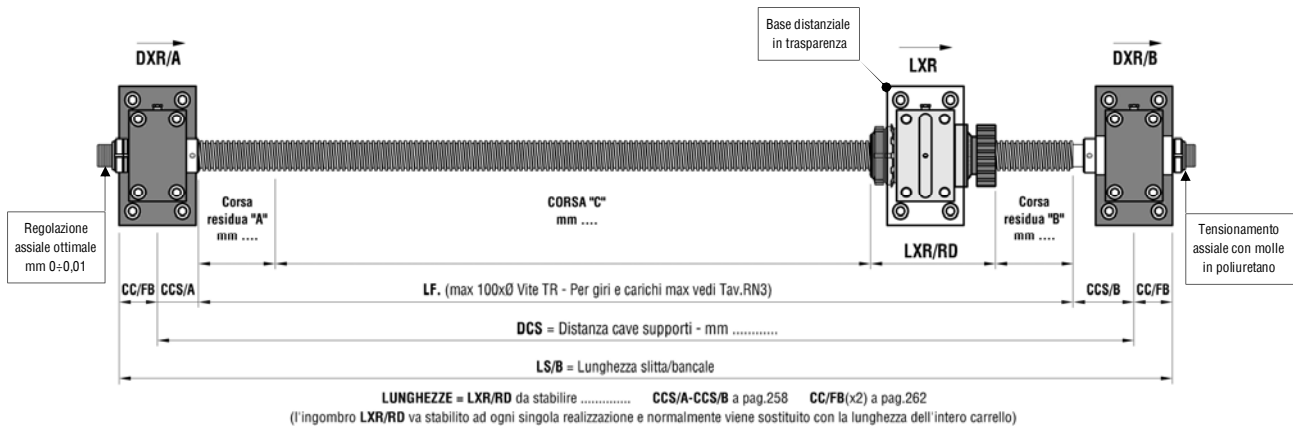 Base distanziale
in trasparenza
DXR/A
LXR
DXR/B
Regolazione
assiale ottimale
mm 0÷0,01
Corsa
residua "A"
mm ....
CORSA "C"
mm ....
LXR/RD
Corsa
residua "B"
mm ....
Tensionamento
assiale con molle
in poliuretano
CC/FB CCS/A
LF. (max 100xØ Vite TR - Per giri e carichi max vedi Tav.RN3)
CCS/B CC/FB
DCS = Distanza cave supporti - mm ............
LS/B = Lunghezza slitta/bancale
LUNGHEZZE = LXR/RD da stabilire .............. CCS/A-CCS/B a pag.258 CC/FB(x2) a pag.262
(l'ingombro LXR/RD va stabilito ad ogni singola realizzazione e normalmente viene sostituito con la lunghezza dell'intero carrello)